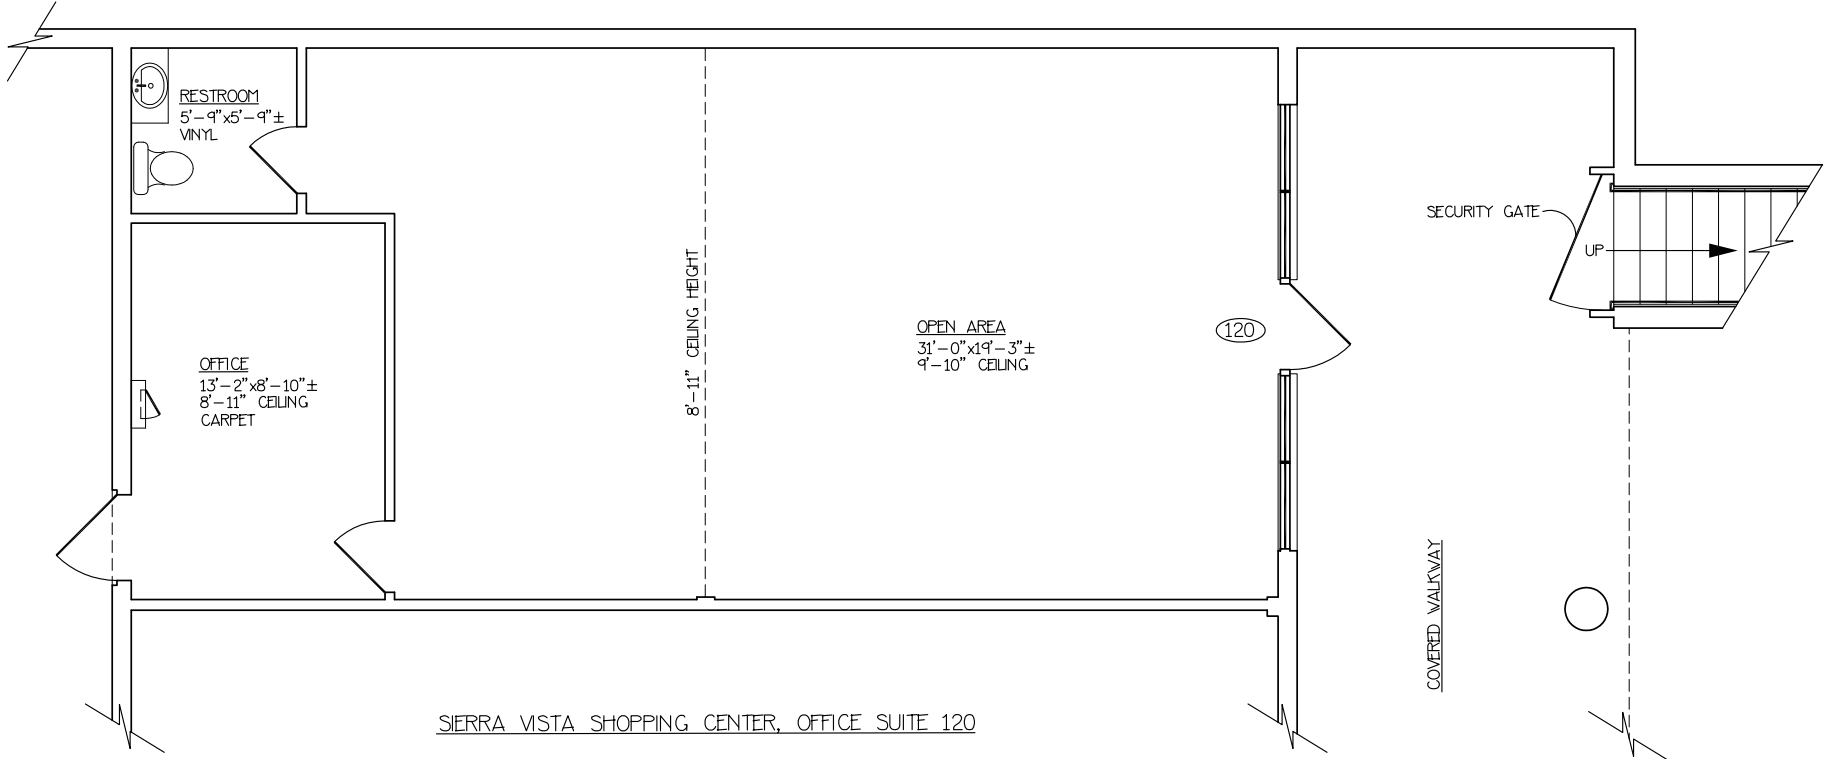 RESTROOM
5'-9"x5'-9"±
VINYL
SECURITY GATE
UP
8'-11" CEILING HEIGHT
OPEN AREA
31'-0"x19'-3"±
9'-10" CEILING
120
OFFICE
13'-2"x8'-10"±
8'-11" CEILING
CARPET
COVERED WALKWAY
SIERRA VISTA SHOPPING CENTER, OFFICE SUITE 120